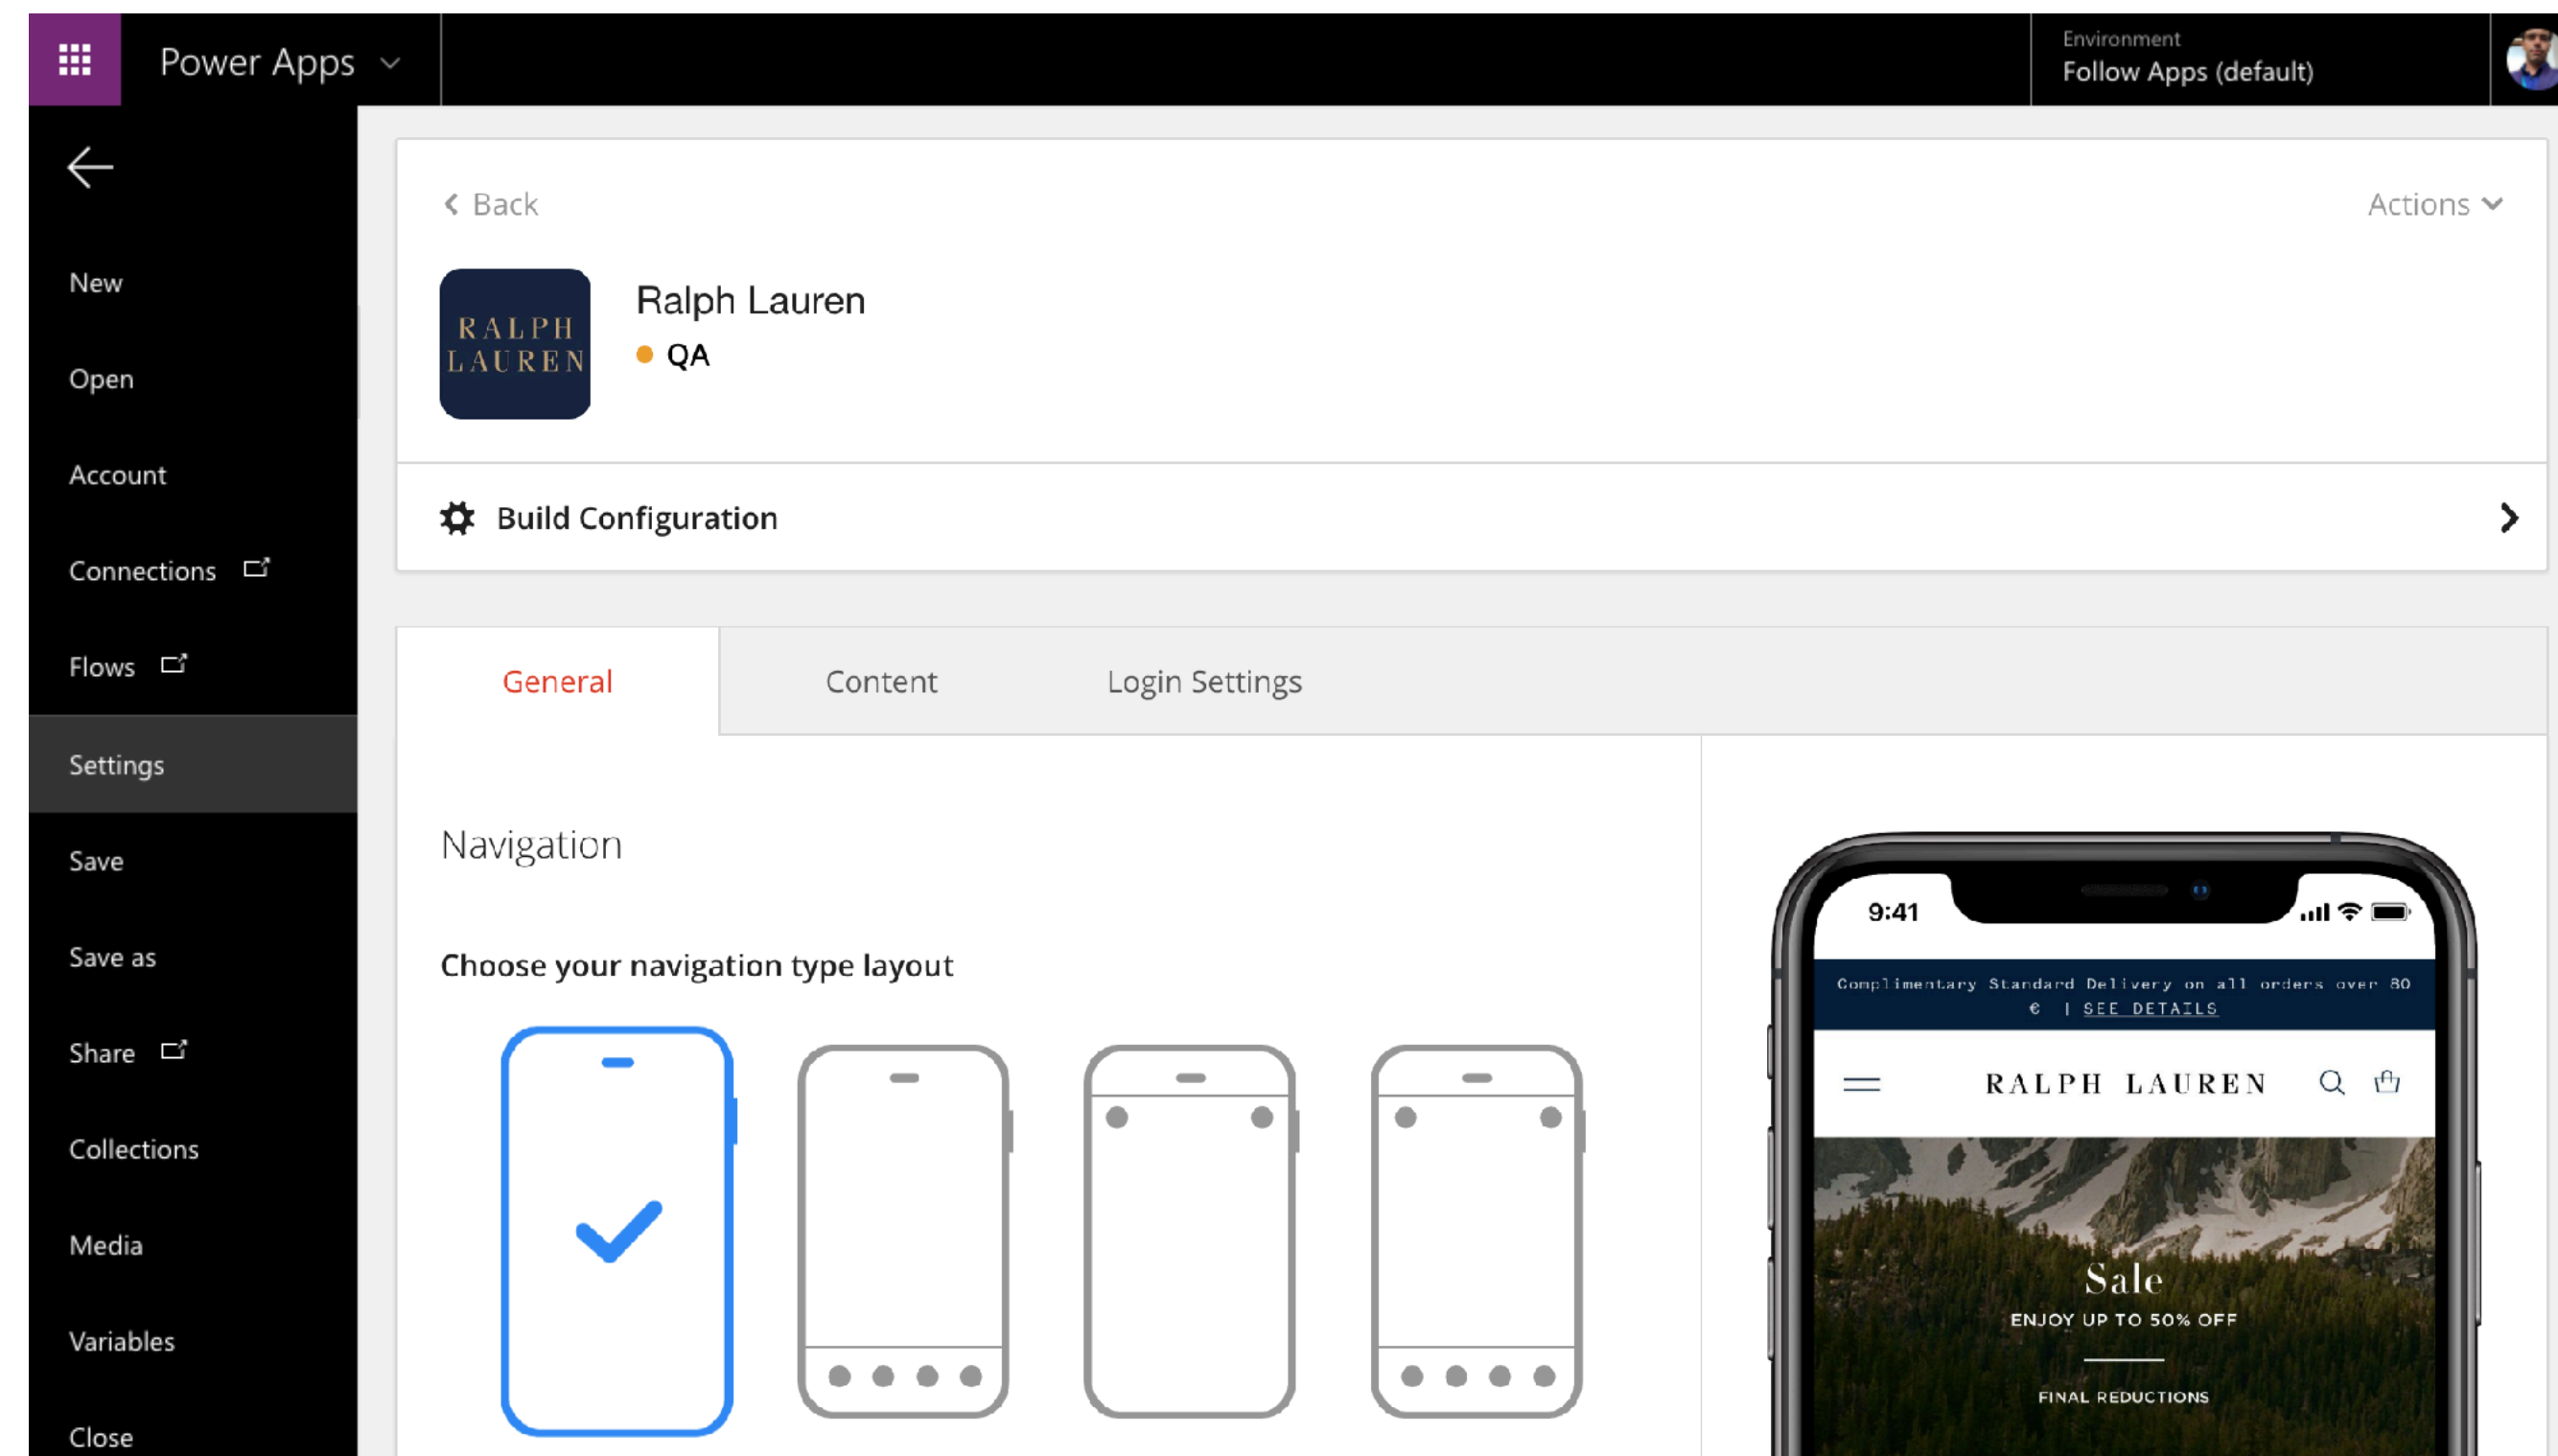 Power Apps
Environment
Follow Apps (default)
New
Open
Account
Connections
Flows
Settings
Save
Save as
Share
Collections
Media
Variables
Close
Back
Actions
RALPH
LAUREN
Ralph Lauren
QA
Build Configuration
General
Content
Login Settings
Navigation
Choose your navigation type layout
9:41
Complimentary Standard Delivery on all orders over 80
€ | SEE DETAILS
RALPH LAUREN
Sale
ENJOY UP TO 50% OFF
FINAL REDUCTIONS